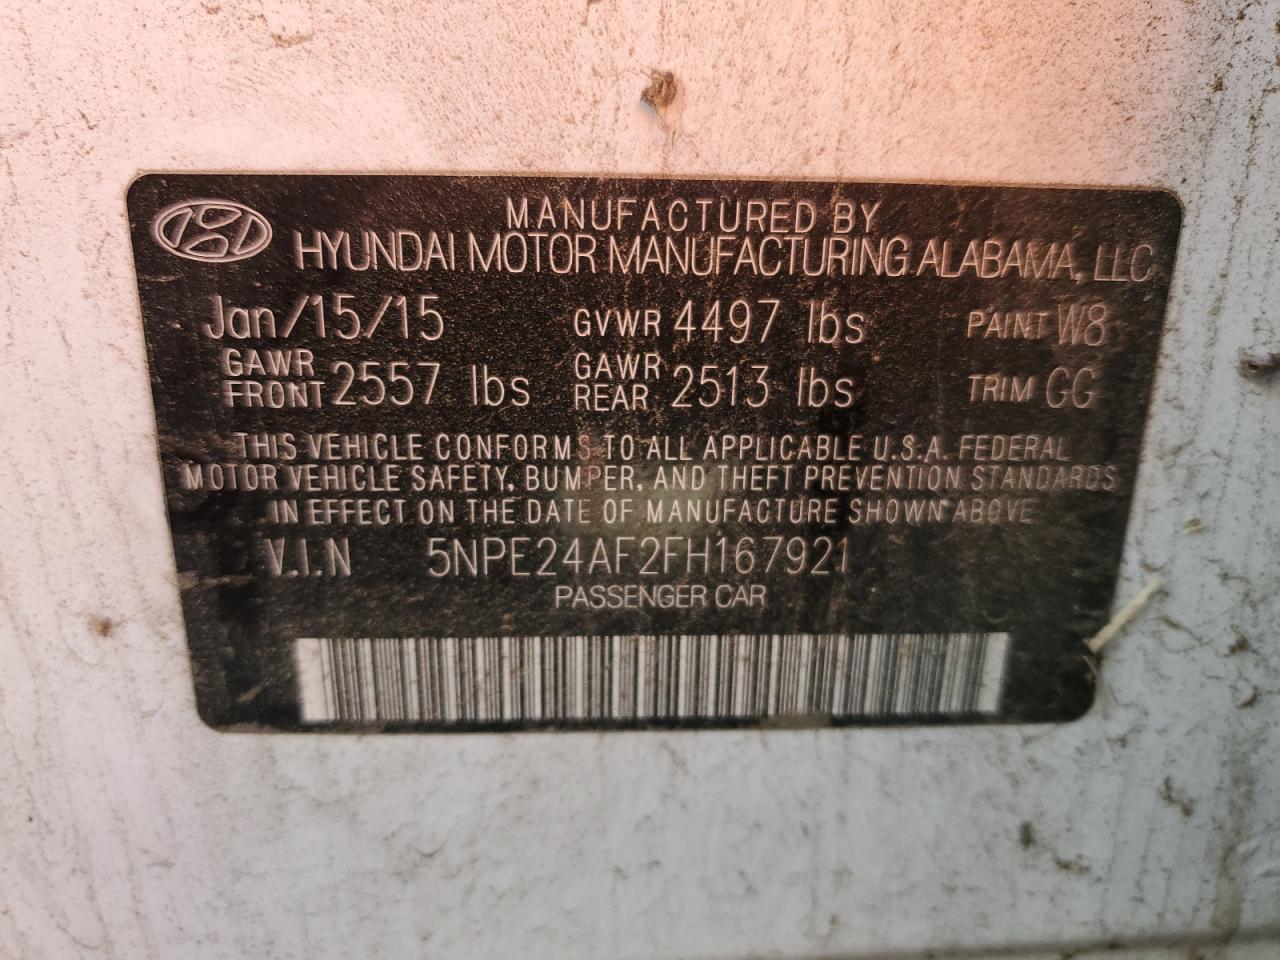 MANUFACTURED BY
HYUNDAI MOTOR MANUFACTURING ALABAMA, LLC
Jan/15/15 GVWR 4497 lbs PAINT W8
GAWR FRONT 2557 lbs GAWR REAR 2513 lbs TRIM GG
THIS VEHICLE CONFORMS TO ALL APPLICABLE U.S.A. FEDERAL
MOTOR VEHICLE SAFETY, BUMPER, AND THEFT PREVENTION STANDARDS
IN EFFECT ON THE DATE OF MANUFACTURE SHOWN ABOVE
V.I.N 5NPE24AF2FH167921
PASSENGER CAR